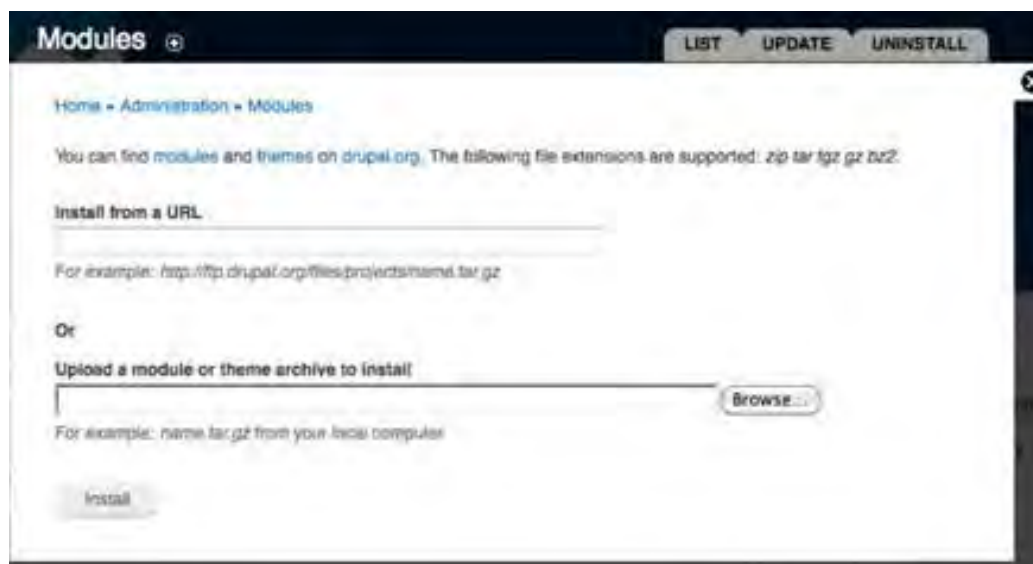 Modules
LIST UPDATE UNINSTALL
Home » Administration » Modules
You can find modules and themes on drupal.org. The following file extensions are supported: zip tar tgz gz bz2.
Install from a URL
For example: http://ftp.drupal.org/files/projects/name.tar.gz
Or
Upload a module or theme archive to install
Browse...
For example: name.tar.gz from your local computer
Install